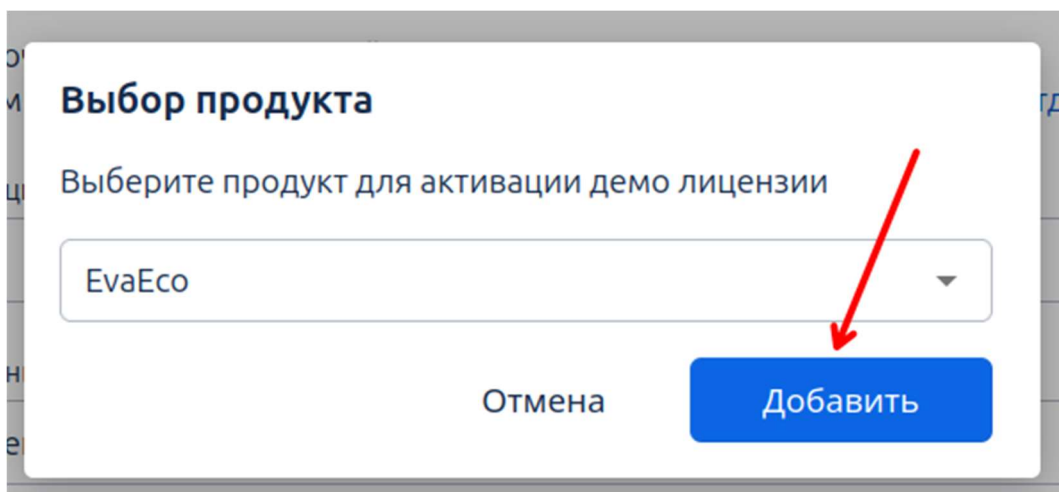 Выбор продукта
Выберите продукт для активации демо лицензии
EvaEco
Отмена
Добавить